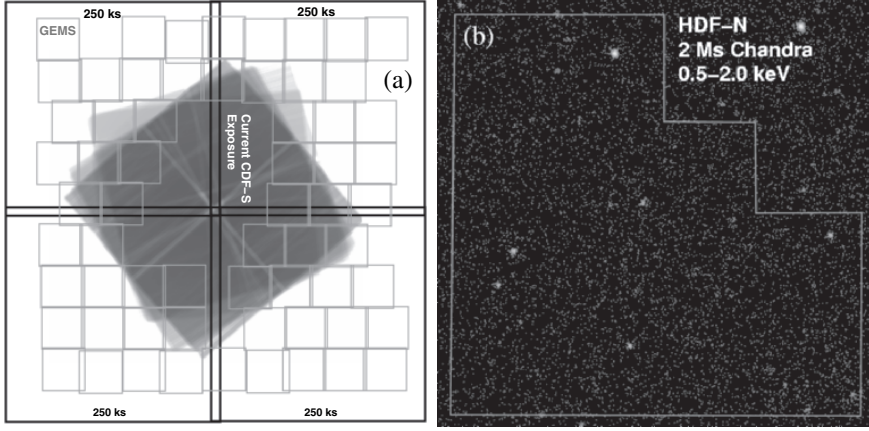 250 ks
250 ks
GEMS
(a)
Current CDF–S
Exposure
250 ks
250 ks
(b)
HDF–N
2 Ms Chandra
0.5–2.0 keV